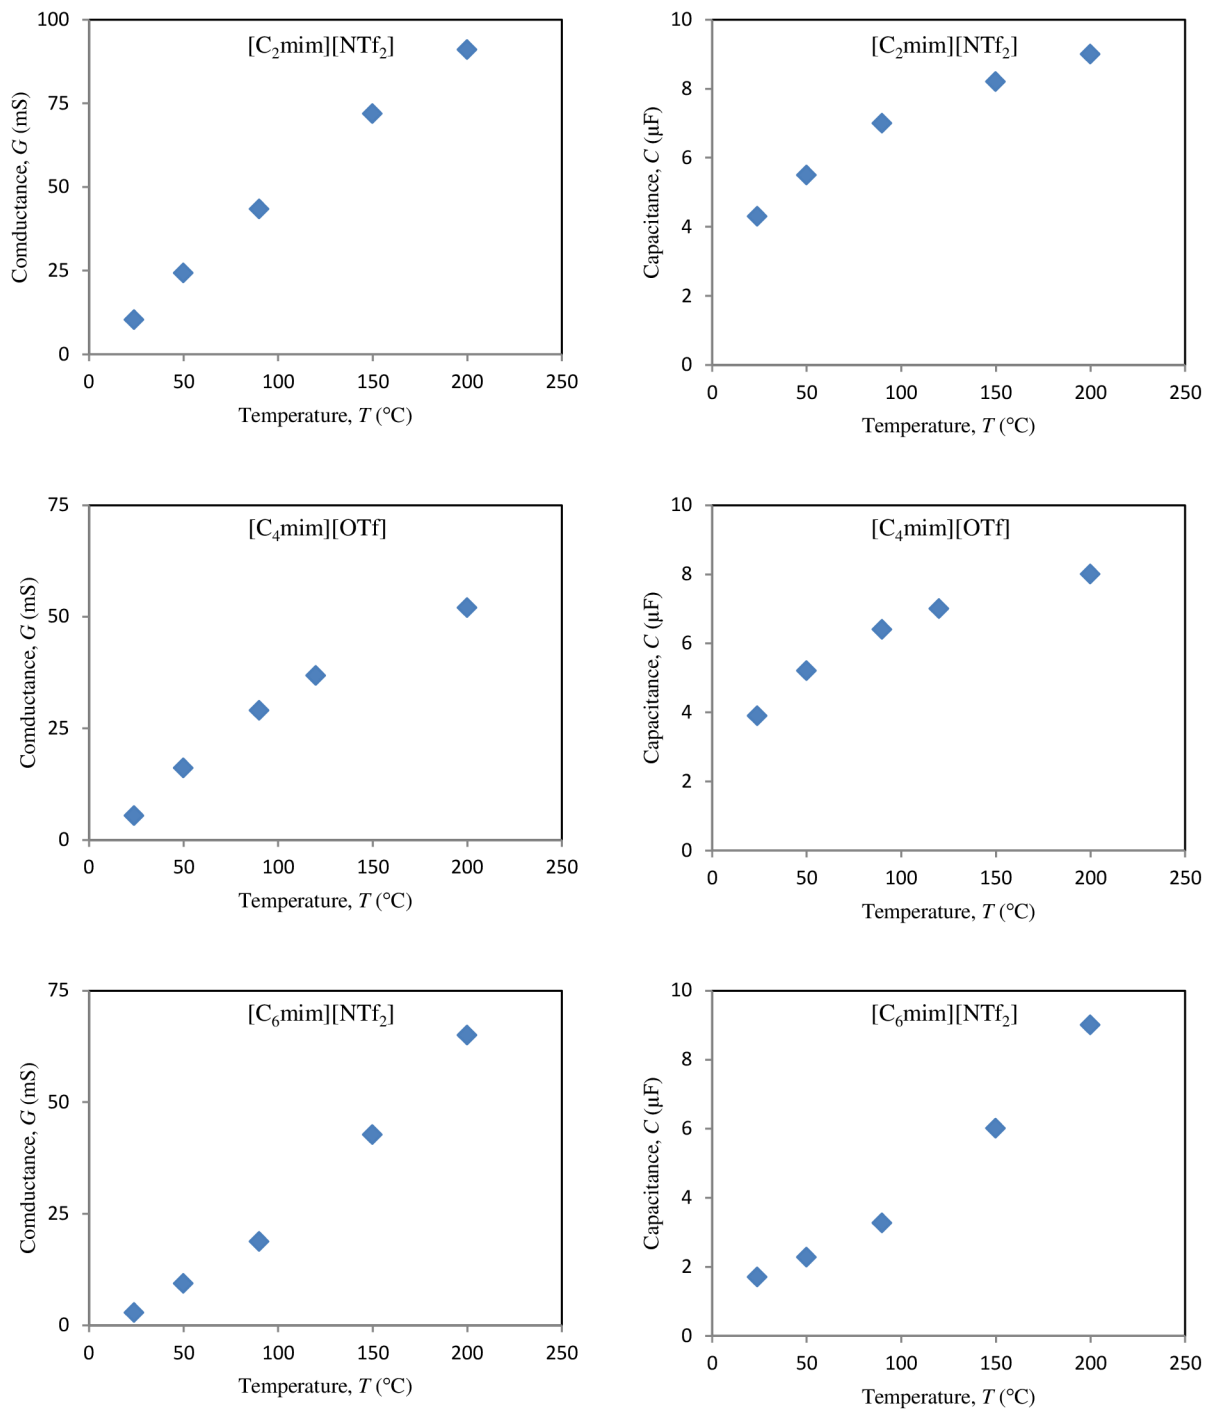 [C2mim][NTf2]
Comductance, G (mS)
100
75
50
25
0
0 50 100 150 200 250
Temperature, T (°C)
[C2mim][NTf2]
Capacitance, C (µF)
10
8
6
4
2
0
0 50 100 150 200 250
Temperature, T (°C)
[C4mim][OTf]
Comductance, G (mS)
75
50
25
0
0 50 100 150 200 250
Temperature, T (°C)
[C4mim][OTf]
Capacitance, C (µF)
10
8
6
4
2
0
0 50 100 150 200 250
Temperature, T (°C)
[C6mim][NTf2]
Comductance, G (mS)
75
50
25
0
0 50 100 150 200 250
Temperature, T (°C)
[C6mim][NTf2]
Capacitance, C (µF)
10
8
6
4
2
0
0 50 100 150 200 250
Temperature, T (°C)